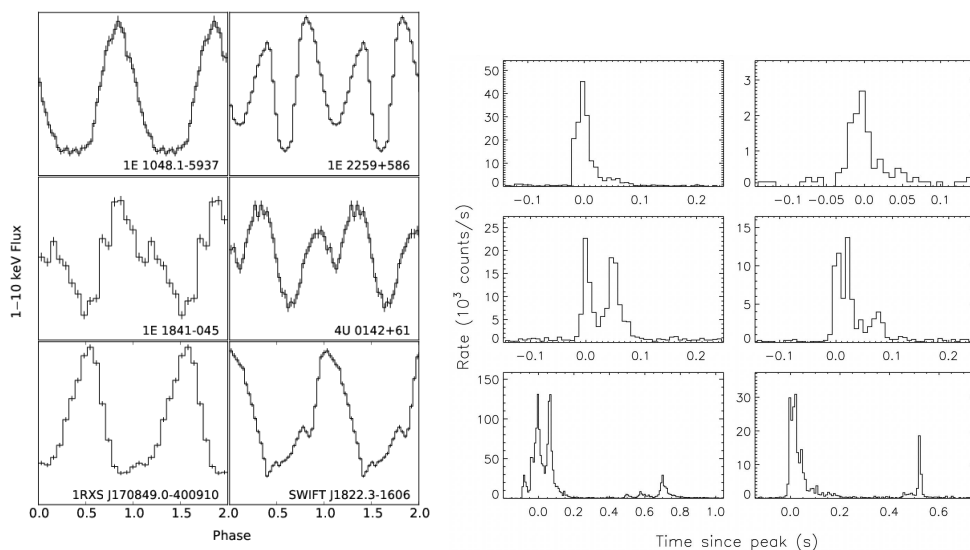 1−10 keV Flux
1E 1048.1-5937
1E 2259+586
1E 1841-045
4U 0142+61
1RXS J170849.0-400910
SWIFT J1822.3-1606
0.0 0.5 1.0 1.5 2.0 0.0 0.5 1.0 1.5 2.0
Phase
Rate (10³ counts/s)
50
40
30
20
10
0
−0.1 0.0 0.1 0.2
3
2
1
0
−0.1 −0.05 0.00 0.05 0.1
25
20
15
10
5
0
−0.1 0.0 0.1 0.2
15
10
5
0
−0.1 0.0 0.1 0.2
150
100
50
0
0.0 0.2 0.4 0.6 0.8 1.0
30
20
10
0
0.0 0.2 0.4 0.6
Time since peak (s)